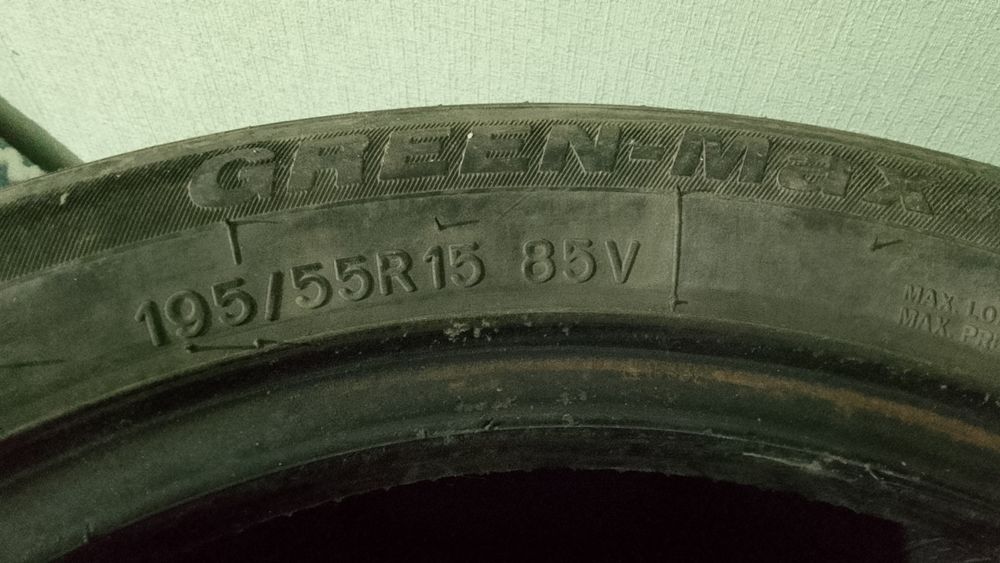 GREEN-Max
195/55R15 85V
MAX. LO
MAX. PR